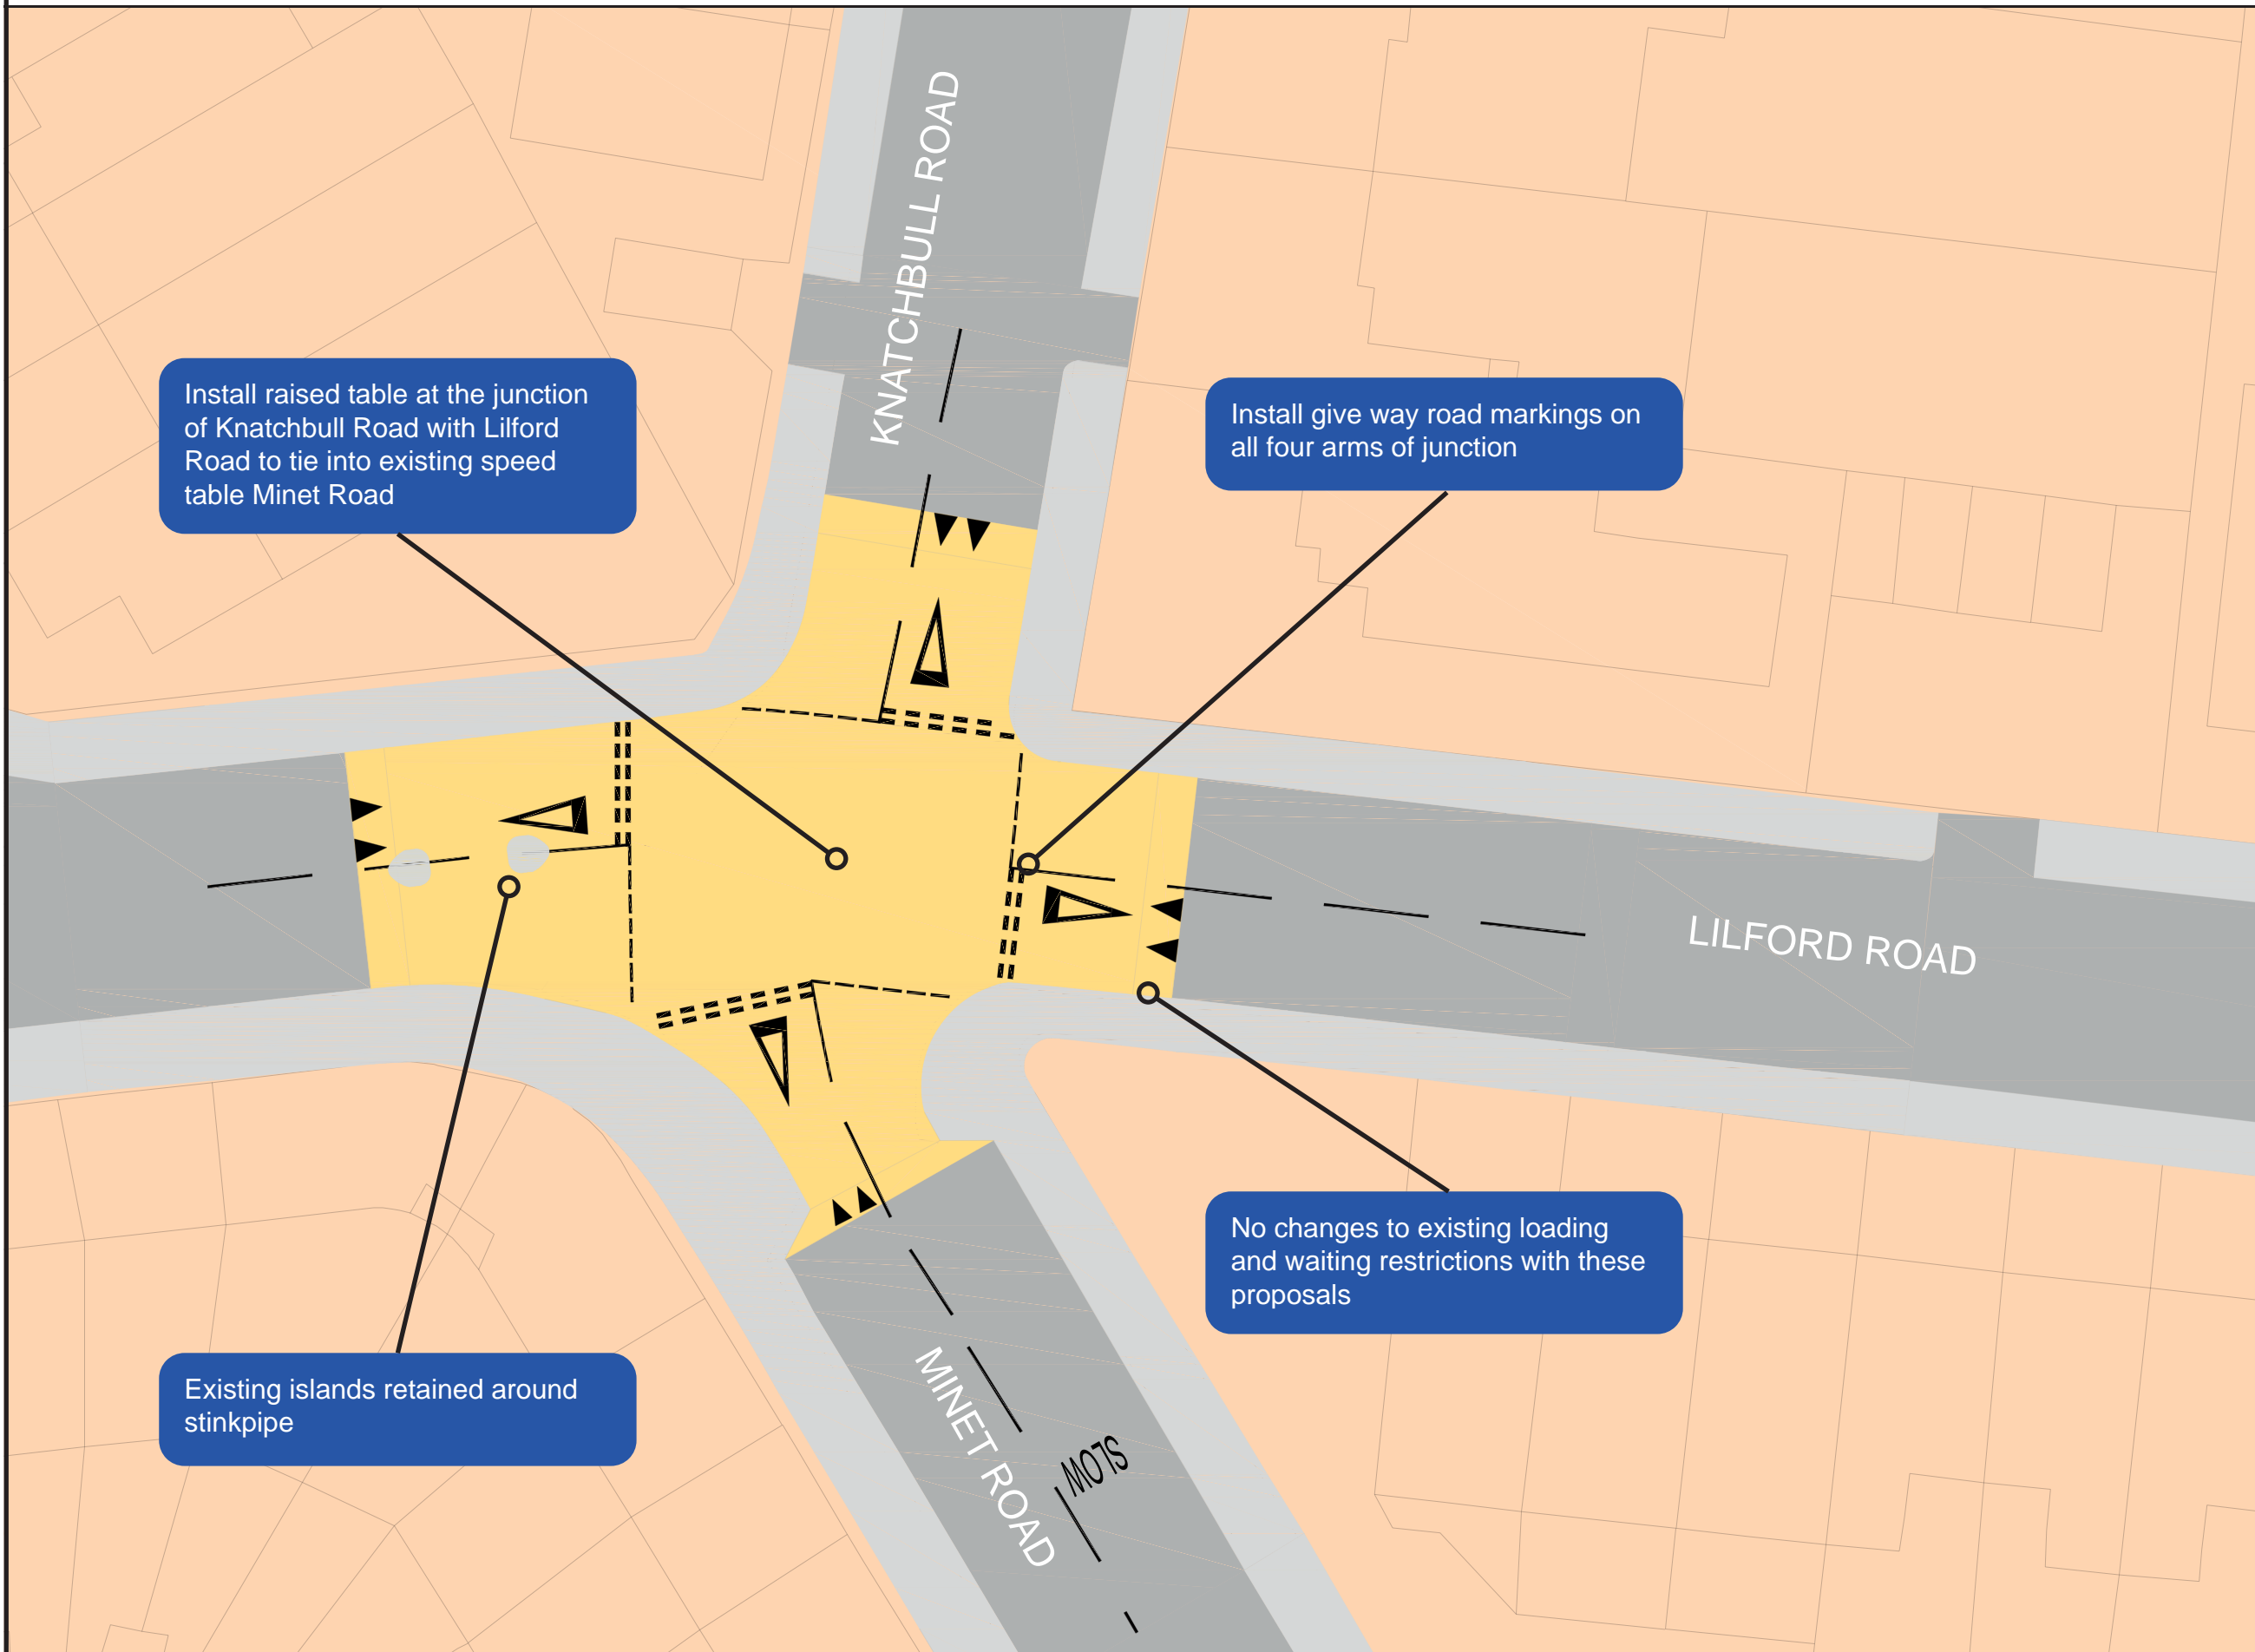 KNATCHBULL ROAD
Install raised table at the junction
of Knatchbull Road with Lilford
Road to tie into existing speed
table Minet Road
Install give way road markings on
all four arms of junction
LILFORD ROAD
No changes to existing loading
and waiting restrictions with these
proposals
Existing islands retained around
stinkpipe
MINET ROAD
SLOW